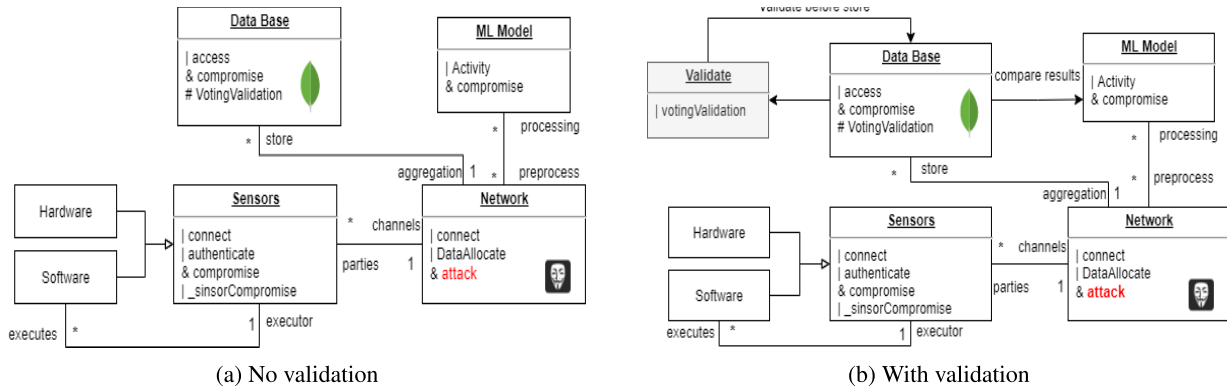 Data Base
| access
& compromise
# VotingValidation
ML Model
| Activity
& compromise
* store
* processing
aggregation 1
* preprocess
Hardware
Software
Sensors
| connect
| authenticate
& compromise
| _sinsorCompromise
* channels
parties 1
Network
| connect
| DataAllocate
& attack
executes *
1 executor
(a) No validation
Validate before store
Validate
| votingValidation
Data Base
| access
& compromise
# VotingValidation
compare results
ML Model
| Activity
& compromise
* store
* processing
aggregation 1
* preprocess
Hardware
Software
Sensors
| connect
| authenticate
& compromise
| _sinsorCompromise
* channels
parties 1
Network
| connect
| DataAllocate
& attack
executes *
1 executor
(b) With validation